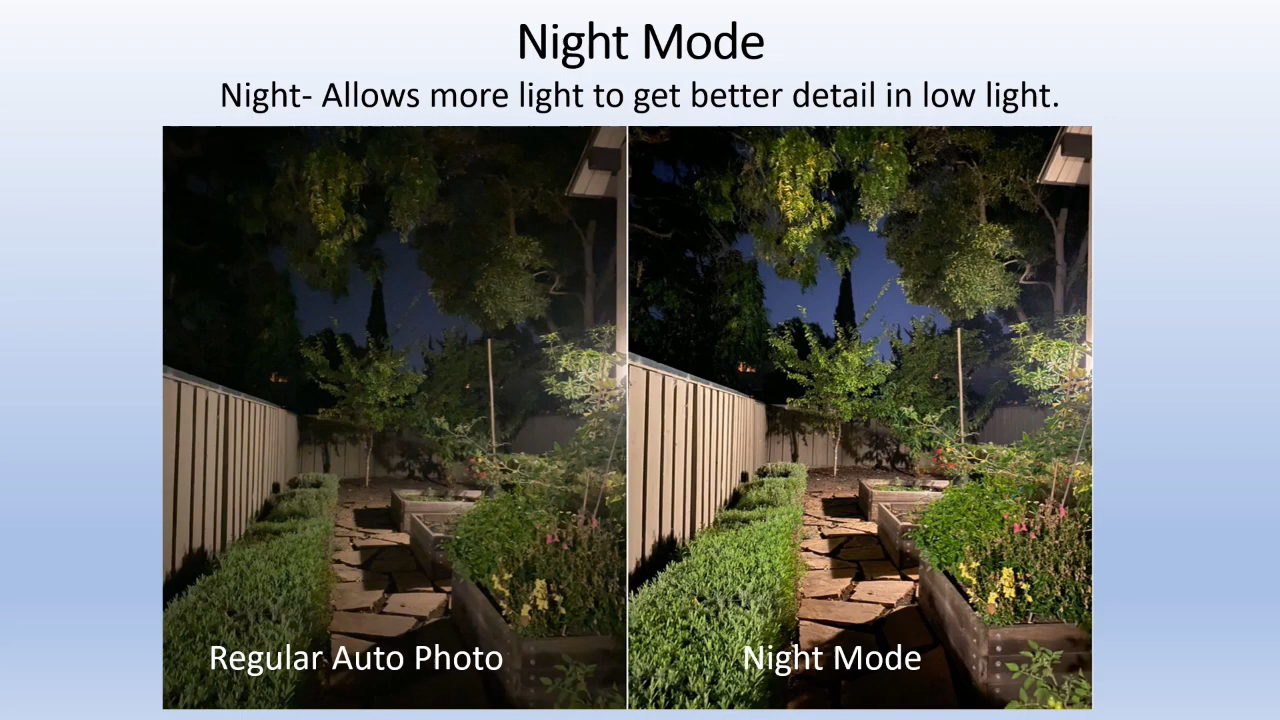 Night Mode
Night- Allows more light to get better detail in low light.
Regular Auto Photo
Night Mode